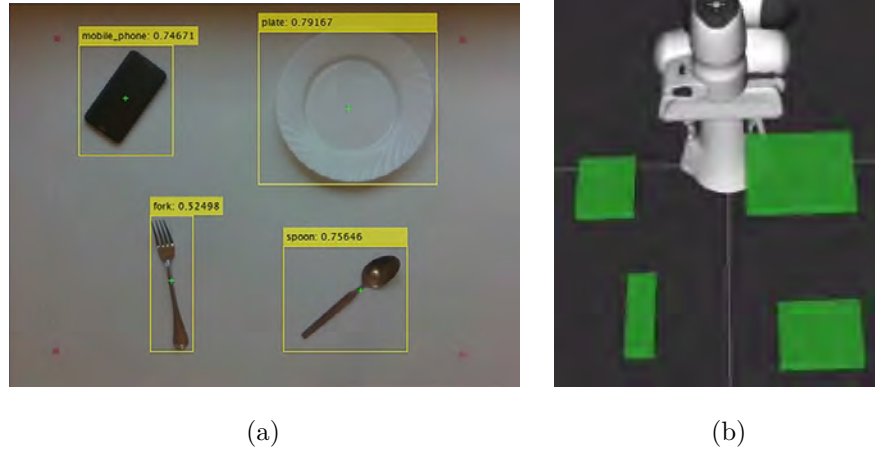 plate: 0.79167
mobile_phone: 0.74671
fork: 0.52498
spoon: 0.75646
(a)
(b)